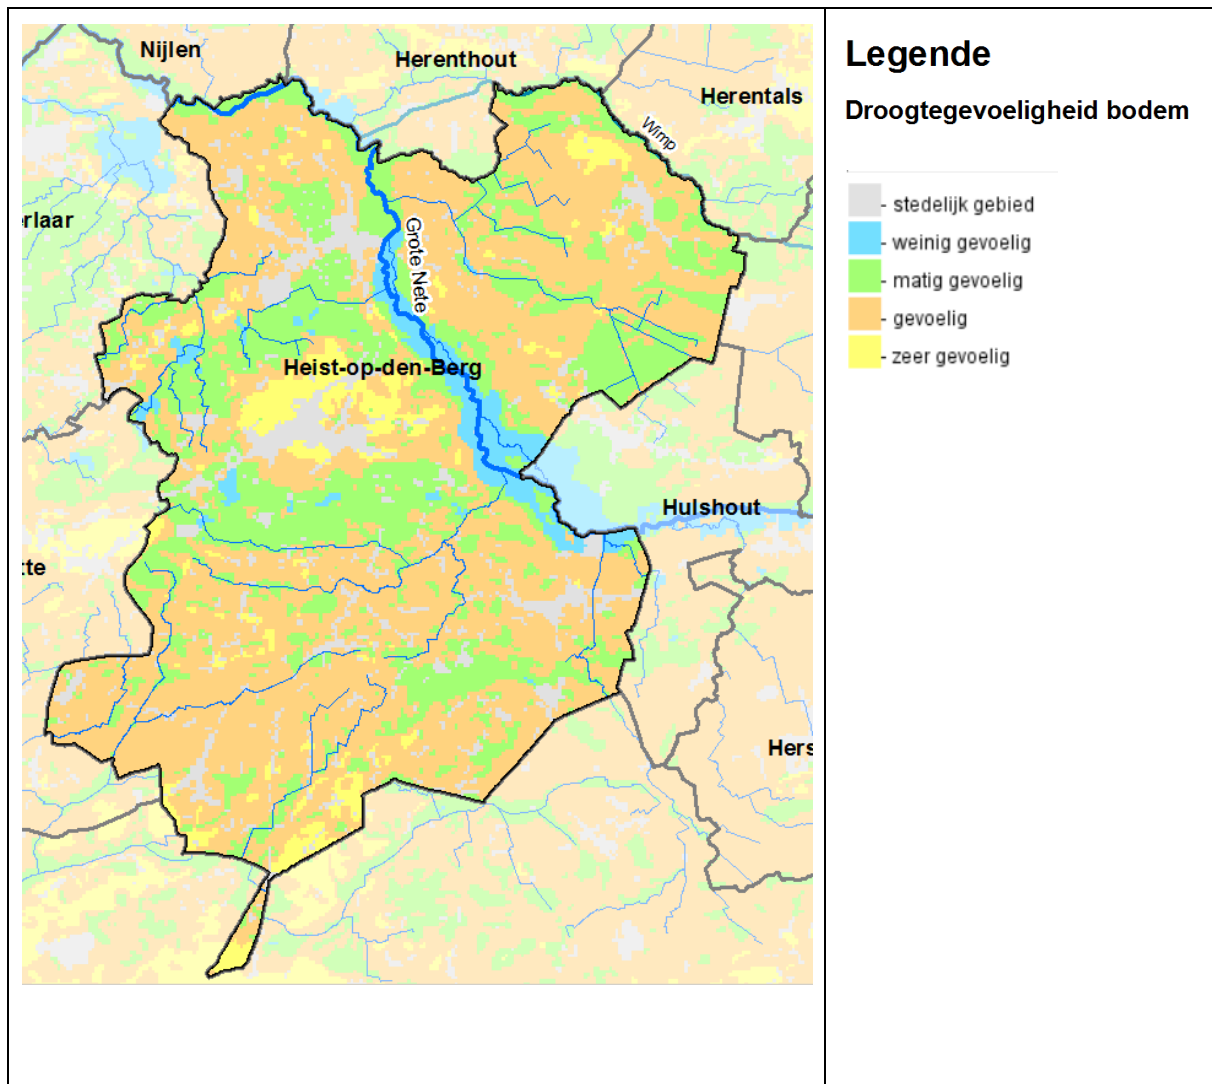 Nijlen
Herenthout
Herentals
Wimp
rlaar
Grote Nete
Heist-op-den-Berg
Hulshout
tte
Hers
Legende
Droogtegevoeligheid bodem
- stedelijk gebied
- weinig gevoelig
- matig gevoelig
- gevoelig
- zeer gevoelig